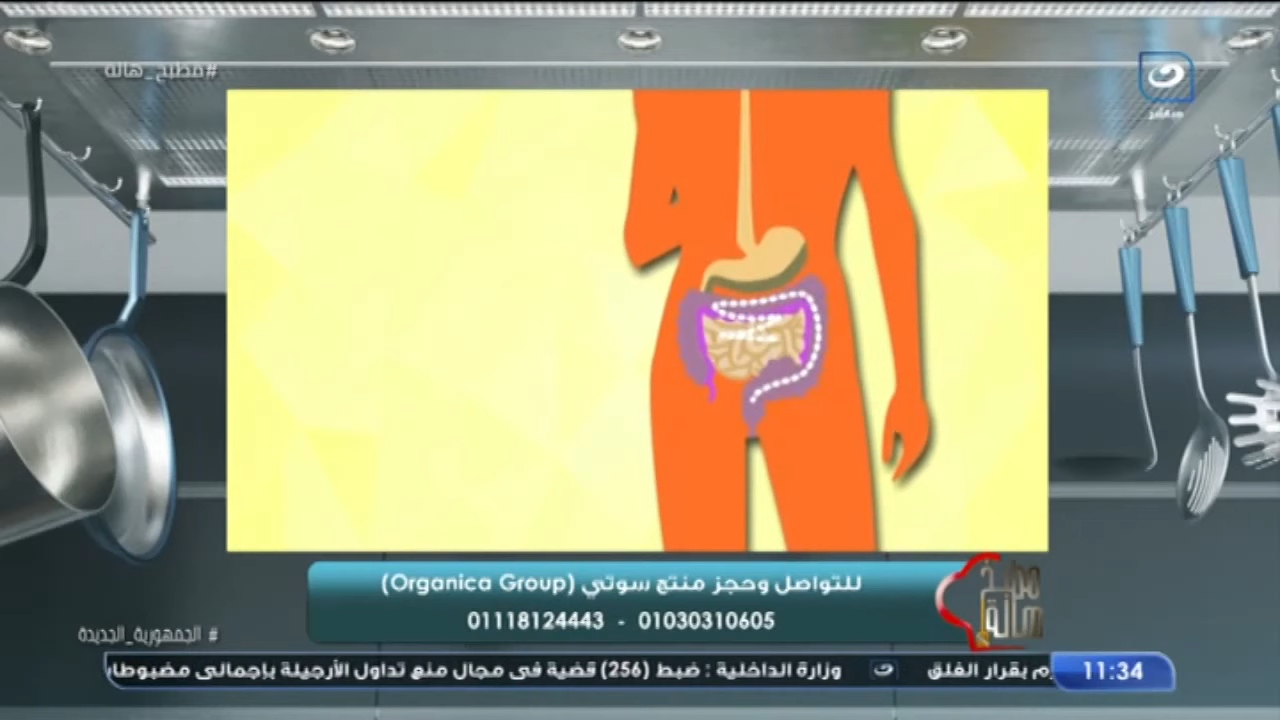 #مطبخ_هالة
مباشر
للتواصل وحجز منتج سوتي (Organica Group)
01118124443 - 01030310605
مطبخ
هالة
# الجمهورية_الجديدة
م بقرار الغلق
وزارة الداخلية : ضبط (256) قضية فى مجال منع تداول الأرجيلة بإجمالى مضبوطا
11:34